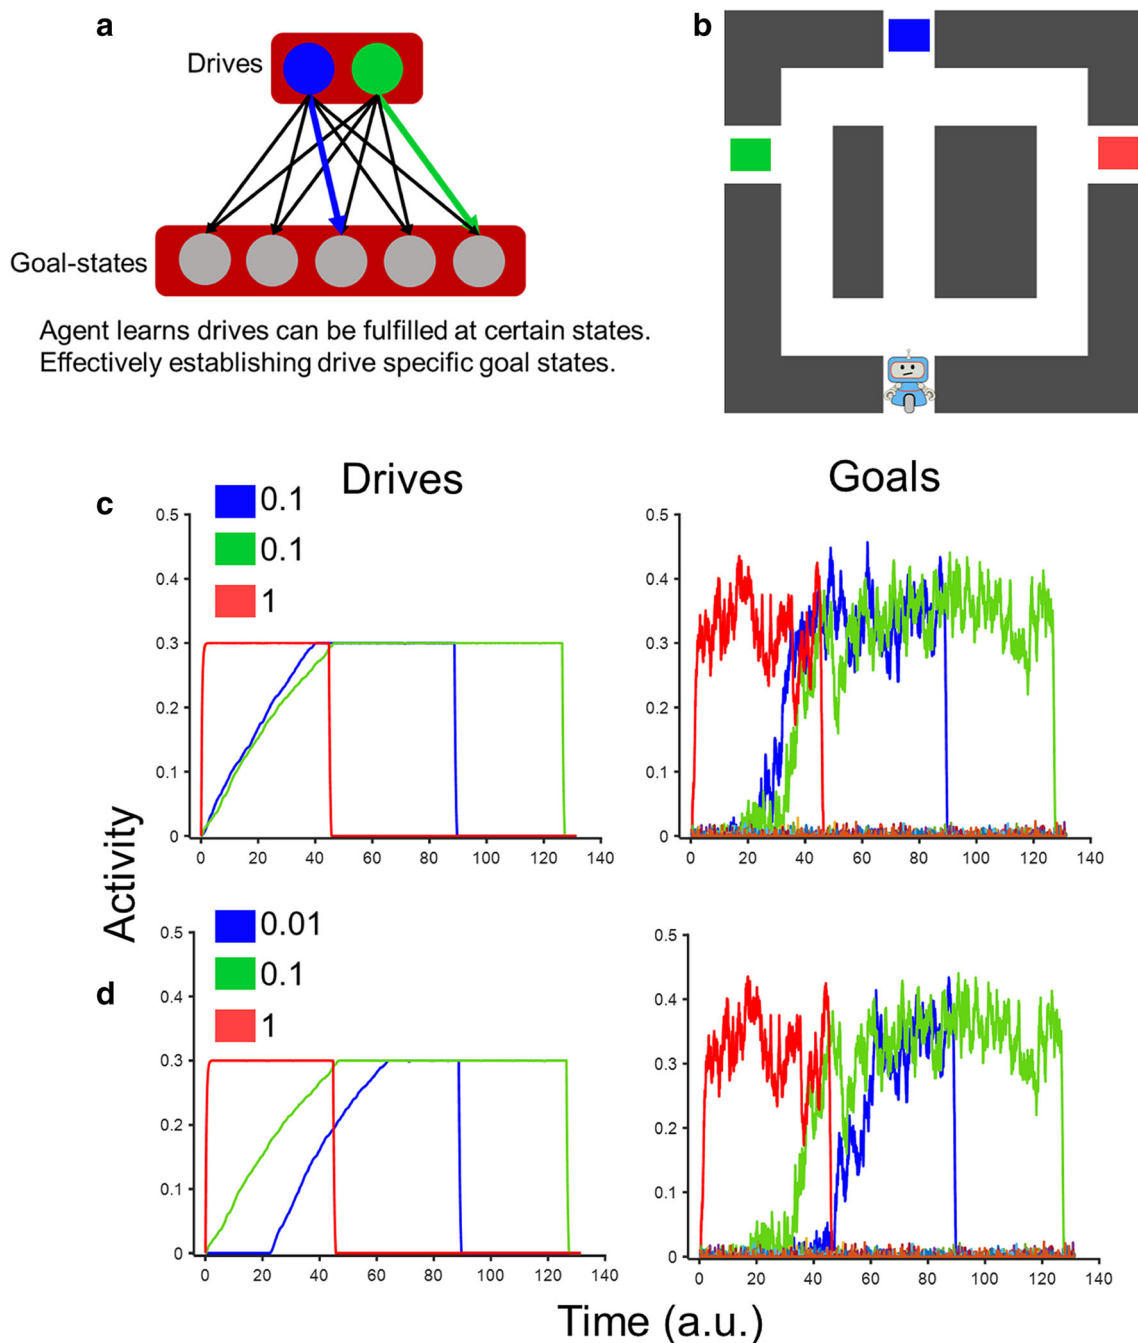 a
Drives
Goal-states
Agent learns drives can be fulfilled at certain states.
Effectively establishing drive specific goal states.
b
Drives
Goals
c
0.1
0.1
1
0.5
0.4
0.3
0.2
0.1
0
0 20 40 60 80 100 120 140
0.5
0.4
0.3
0.2
0.1
0
0 20 40 60 80 100 120 140
Activity
d
0.01
0.1
1
0.5
0.4
0.3
0.2
0.1
0
0 20 40 60 80 100 120 140
0.5
0.4
0.3
0.2
0.1
0
0 20 40 60 80 100 120 140
Time (a.u.)